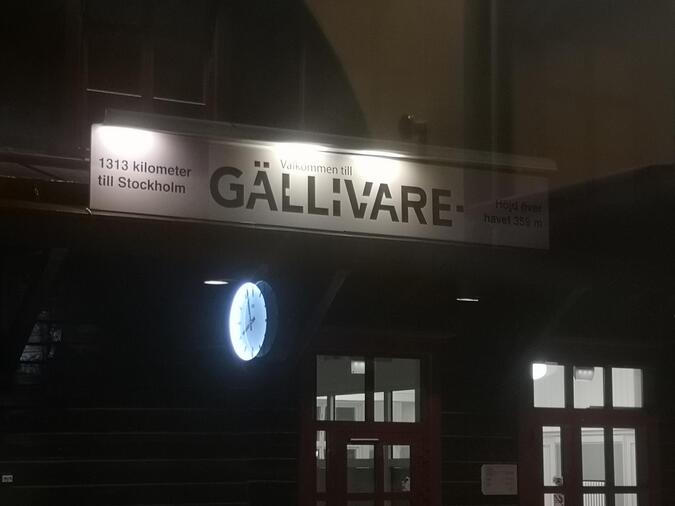 1313 kilometer
till Stockholm
Välkommen till
GÄLLIVARE
Höjd över
havet 359 m